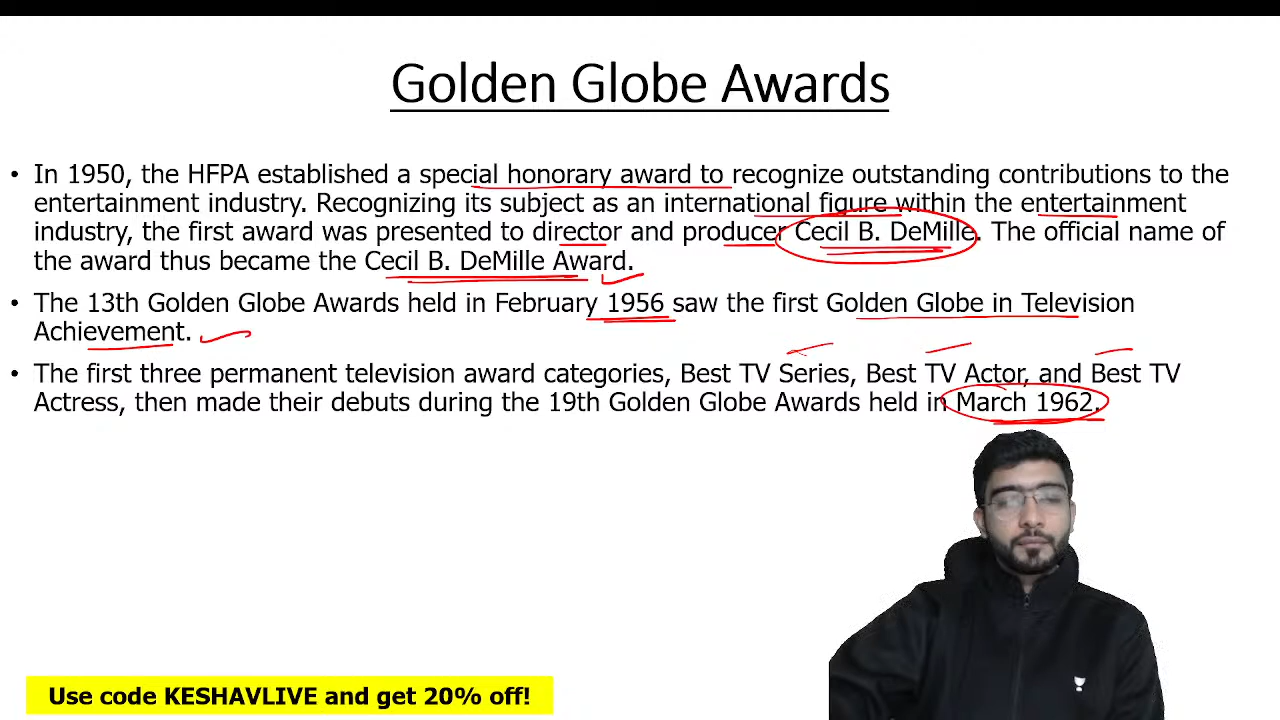 Golden Globe Awards
• In 1950, the HFPA established a special honorary award to recognize outstanding contributions to the
entertainment industry. Recognizing its subject as an international figure within the entertainment
industry, the first award was presented to director and producer Cecil B. DeMille. The official name of
the award thus became the Cecil B. DeMille Award.
• The 13th Golden Globe Awards held in February 1956 saw the first Golden Globe in Television
Achievement.
• The first three permanent television award categories, Best TV Series, Best TV Actor, and Best TV
Actress, then made their debuts during the 19th Golden Globe Awards held in March 1962.
Use code KESHAVLIVE and get 20% off!